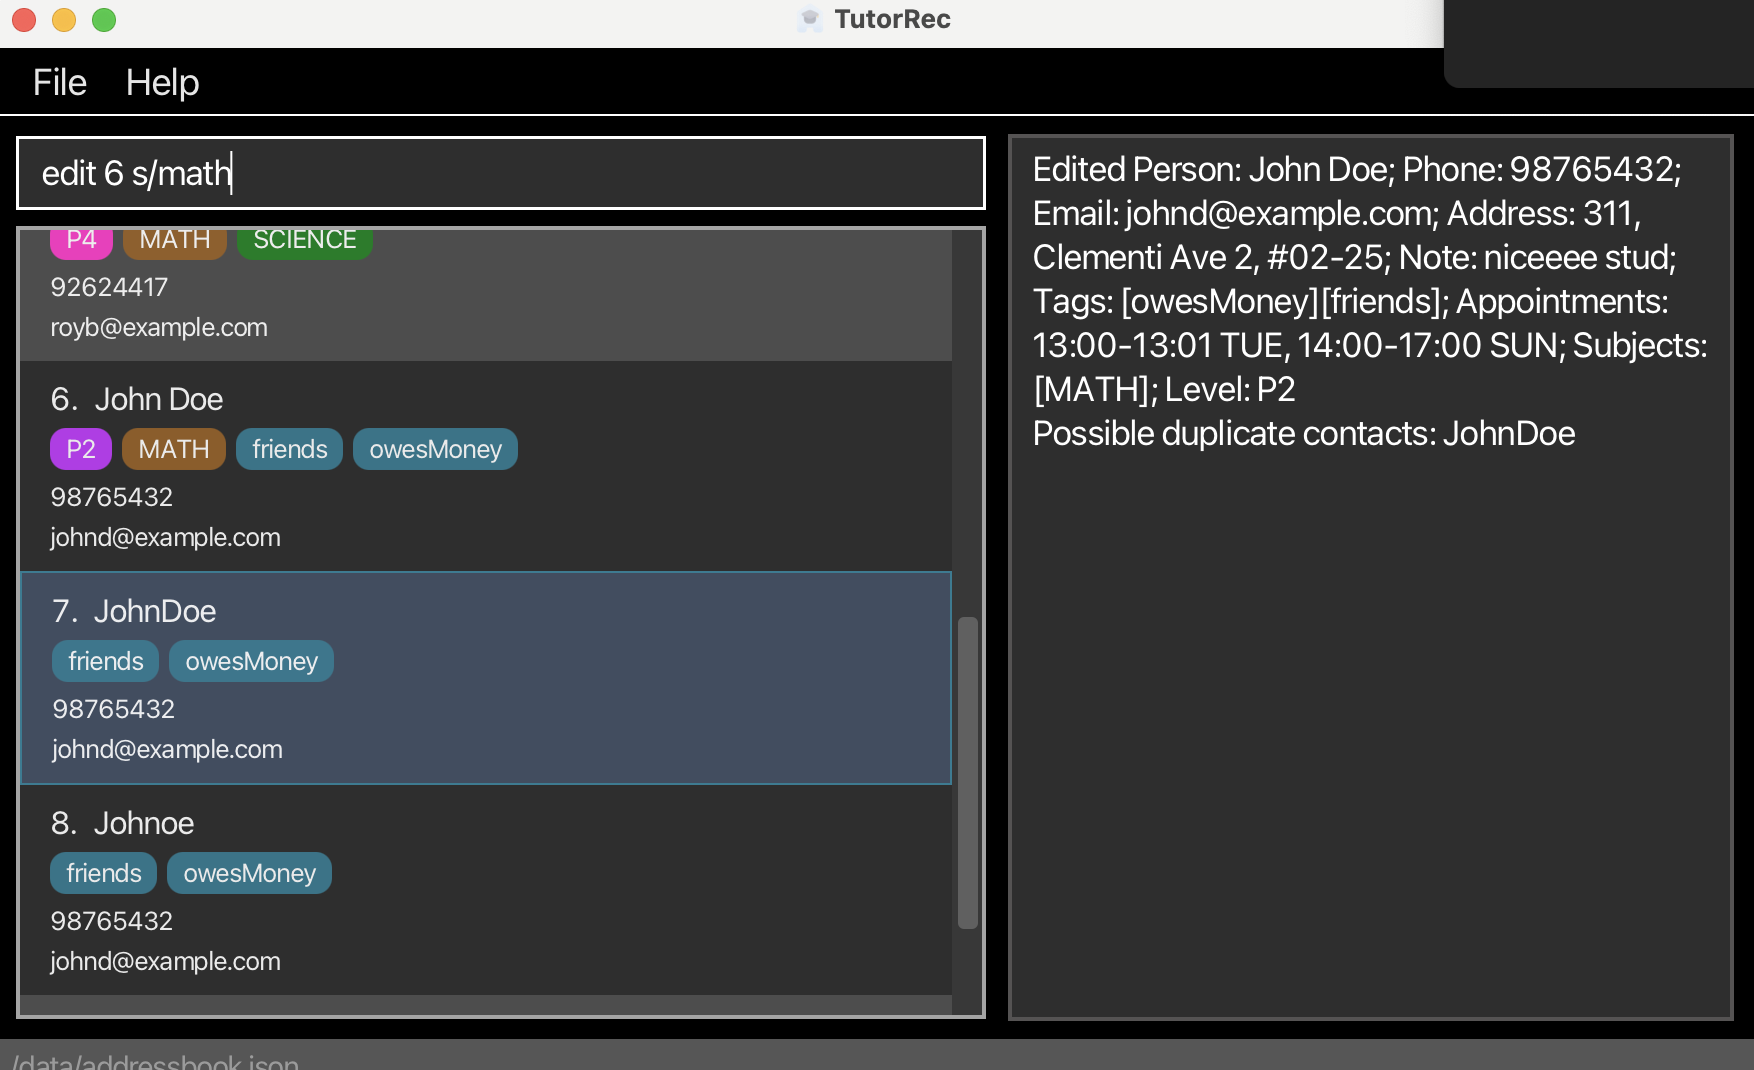 TutorRec
File Help
edit 6 s/math
P4 MATH SCIENCE
92624417
royb@example.com
6. John Doe
P2 MATH friends owesMoney
98765432
johnd@example.com
7. JohnDoe
friends owesMoney
98765432
johnd@example.com
8. Johnoe
friends owesMoney
98765432
johnd@example.com
Edited Person: John Doe; Phone: 98765432;
Email: johnd@example.com; Address: 311,
Clementi Ave 2, #02-25; Note: niceeee stud;
Tags: [owesMoney][friends]; Appointments:
13:00-13:01 TUE, 14:00-17:00 SUN; Subjects:
[MATH]; Level: P2
Possible duplicate contacts: JohnDoe
/data/addressbook.json